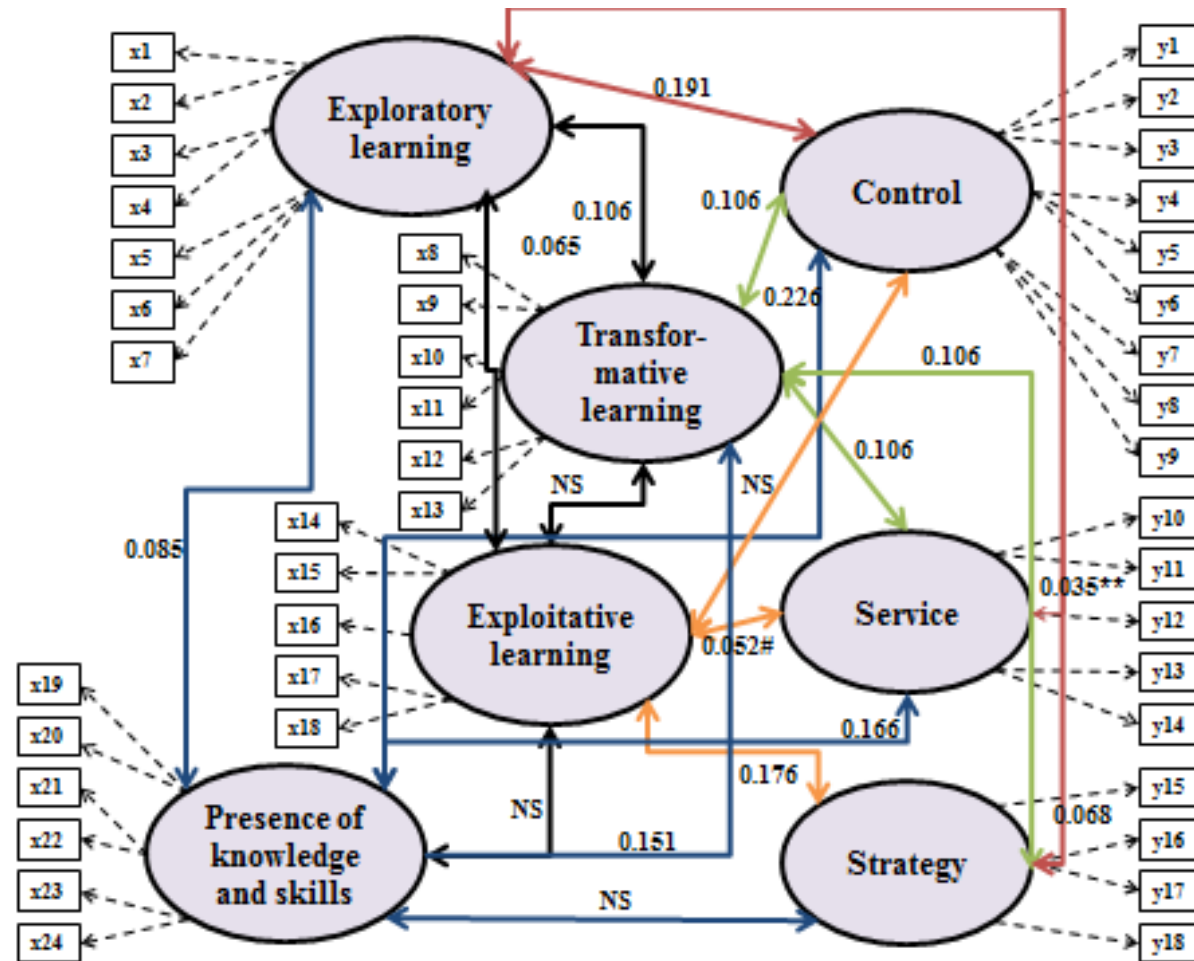 x1
x2
x3
x4
x5
x6
x7
Exploratory
learning
0.191
y1
y2
y3
y4
y5
y6
y7
y8
y9
Control
0.106
0.106
0.065
0.226
x8
x9
x10
x11
x12
x13
Transfor-
mative
learning
0.106
0.106
NS
NS
0.085
x14
x15
x16
x17
x18
Exploitative
learning
0.052#
Service
0.035**
y10
y11
y12
y13
y14
0.166
0.176
x19
x20
x21
x22
x23
x24
Presence of
knowledge
and skills
NS
0.151
NS
Strategy
0.068
y15
y16
y17
y18